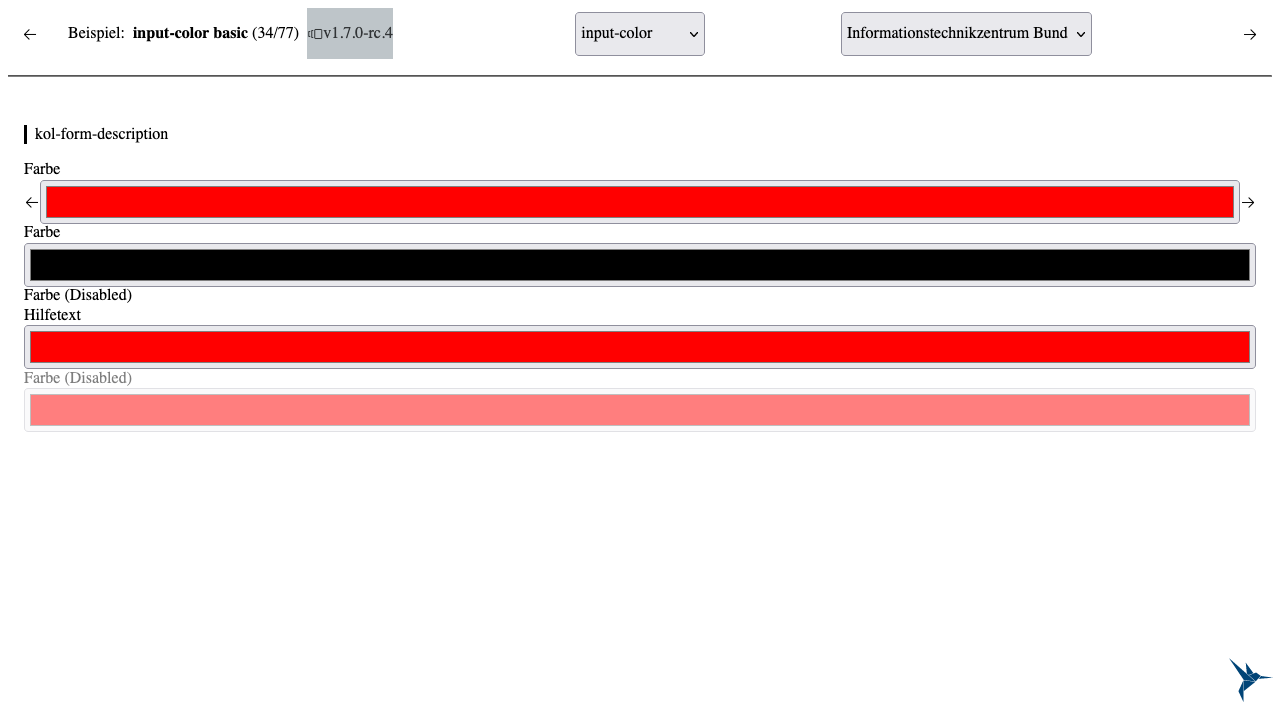 Beispiel: input-color basic (34/77) v1.7.0-rc.4 input-color Informationstechnikzentrum Bund
kol-form-description
Farbe
Farbe
Farbe (Disabled)
Hilfetext
Farbe (Disabled)